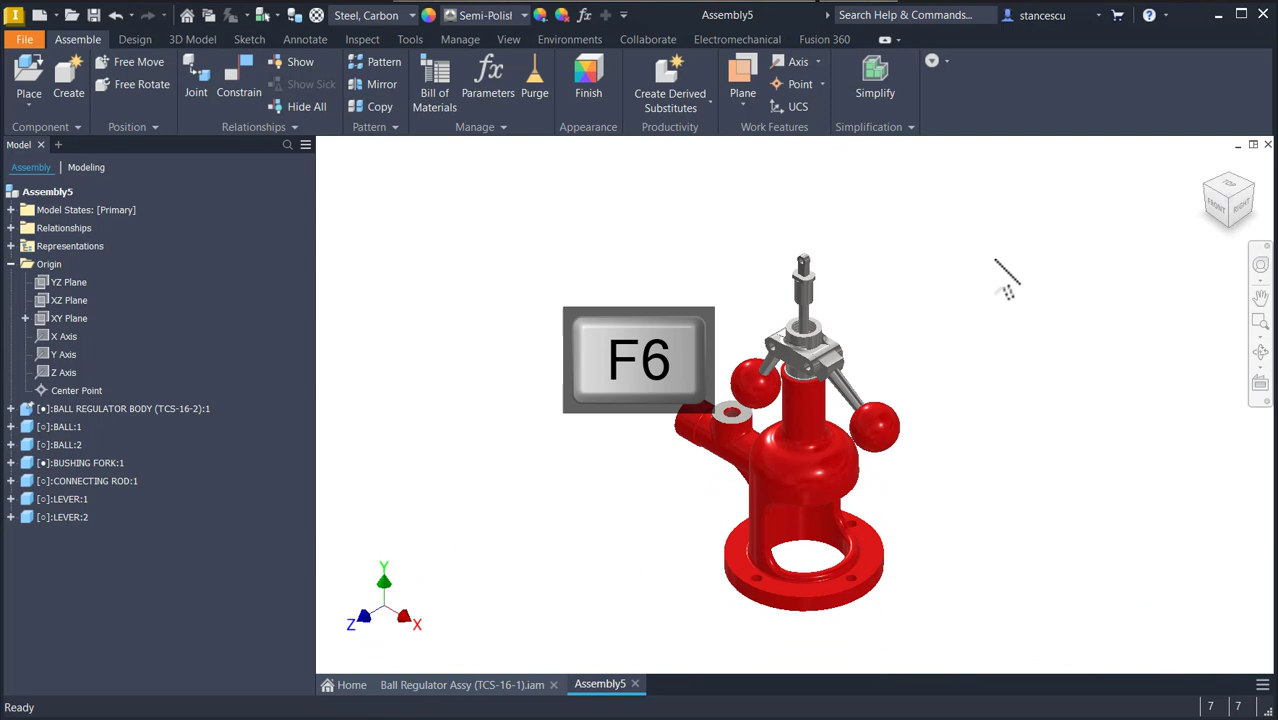 Steel, Carbon
Semi-Polisl
Assembly5
Search Help & Commands...
stancescu
File
Assemble
Design
3D Model
Sketch
Annotate
Inspect
Tools
Manage
View
Environments
Collaborate
Electromechanical
Fusion 360
Place
Create
Free Move
Free Rotate
Joint
Constrain
Show
Show Sick
Hide All
Pattern
Mirror
Copy
Bill of
Materials
fx
Parameters
Purge
Finish
Create Derived
Substitutes
Plane
Axis
Point
UCS
Simplify
Component
Position
Relationships
Pattern
Manage
Appearance
Productivity
Work Features
Simplification
Model
Assembly
Modeling
Assembly5
Model States: [Primary]
Relationships
Representations
Origin
YZ Plane
XZ Plane
XY Plane
X Axis
Y Axis
Z Axis
Center Point
[●]:BALL REGULATOR BODY (TCS-16-2):1
[○]:BALL:1
[○]:BALL:2
[●]:BUSHING FORK:1
[○]:CONNECTING ROD:1
[○]:LEVER:1
[○]:LEVER:2
TOP
FRONT
RIGHT
F6
Y
Z
X
Home
Ball Regulator Assy (TCS-16-1).iam
Assembly5
Ready
7
7